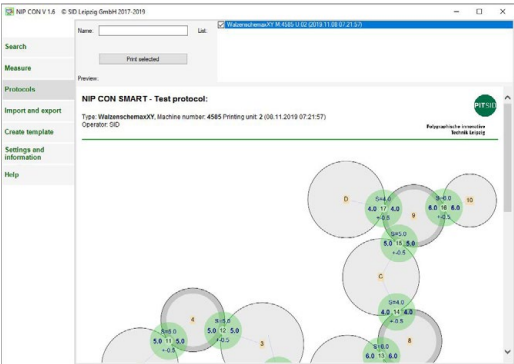 NIP CON V 1.6 © SID Leipzig GmbH 2017-2019
Name:
List:
WalzenschemaxXY M:4585 U:02 (2019.11.08 07:21:57)
Print selected
Preview:
Search
Measure
Protocols
Import and export
Create template
Settings and
information
Help
NIP CON SMART - Test protocol:
Type: WalzenschemaxXY, Machine number: 4585 Printing unit: 2 (08.11.2019 07:21:57)
Operator: SID
PITSID
Polygraphische innovative
Technik Leipzig
D
S=4.0
4.0 17 4.0
+-0.5
9
S=6.0
6.0 16 6.0
+-0.5
10
S=5.0
5.0 15 5.0
+-0.5
C
S=4.0
4.0 14 4.0
+-0.5
4
S=5.0
5.0 12 5.0
+-0.5
3
S=5.0
5.0 11 5.0
+-0.5
8
S=6.0
6.0 13 6.0